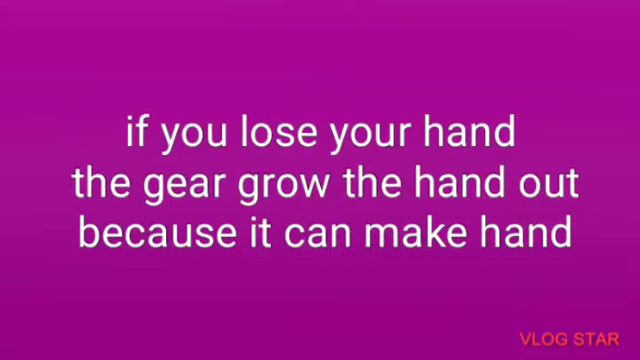 if you lose your hand
the gear grow the hand out
because it can make hand
VLOG STAR